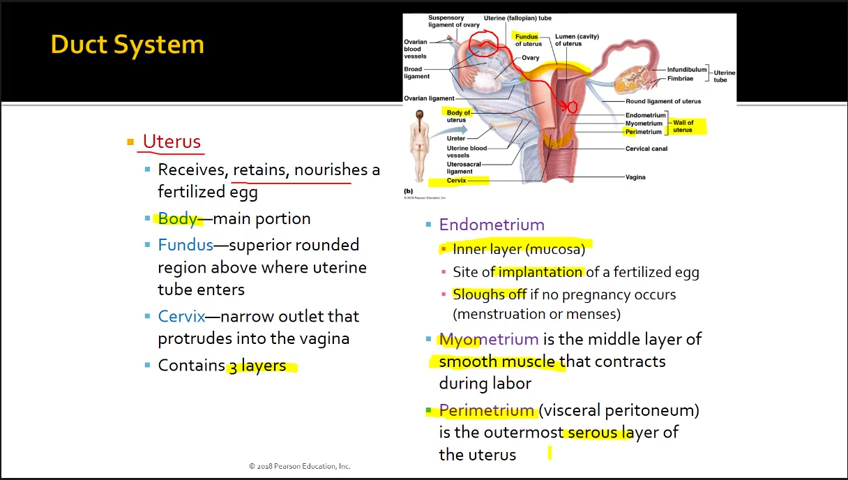 Duct System
Uterus
Receives, retains, nourishes a
fertilized egg
Body—main portion
Fundus—superior rounded
region above where uterine
tube enters
Cervix—narrow outlet that
protrudes into the vagina
Contains 3 layers
Suspensory
ligament of ovary
Uterine (fallopian) tube
Ovarian
blood
vessels
Fundus
of uterus
Lumen (cavity)
of uterus
Broad
ligament
Ovary
Infundibulum
Fimbriae
Uterine
tube
Ovarian ligament
Round ligament of uterus
Body of
uterus
Endometrium
Myometrium
Perimetrium
Wall of
uterus
Ureter
Uterine blood
vessels
Cervical canal
Uterosacral
ligament
Cervix
Vagina
(b)
© 2018 Pearson Education, Inc.
Endometrium
Inner layer (mucosa)
Site of implantation of a fertilized egg
Sloughs off if no pregnancy occurs
(menstruation or menses)
Myometrium is the middle layer of
smooth muscle that contracts
during labor
Perimetrium (visceral peritoneum)
is the outermost serous layer of
the uterus
© 2018 Pearson Education, Inc.